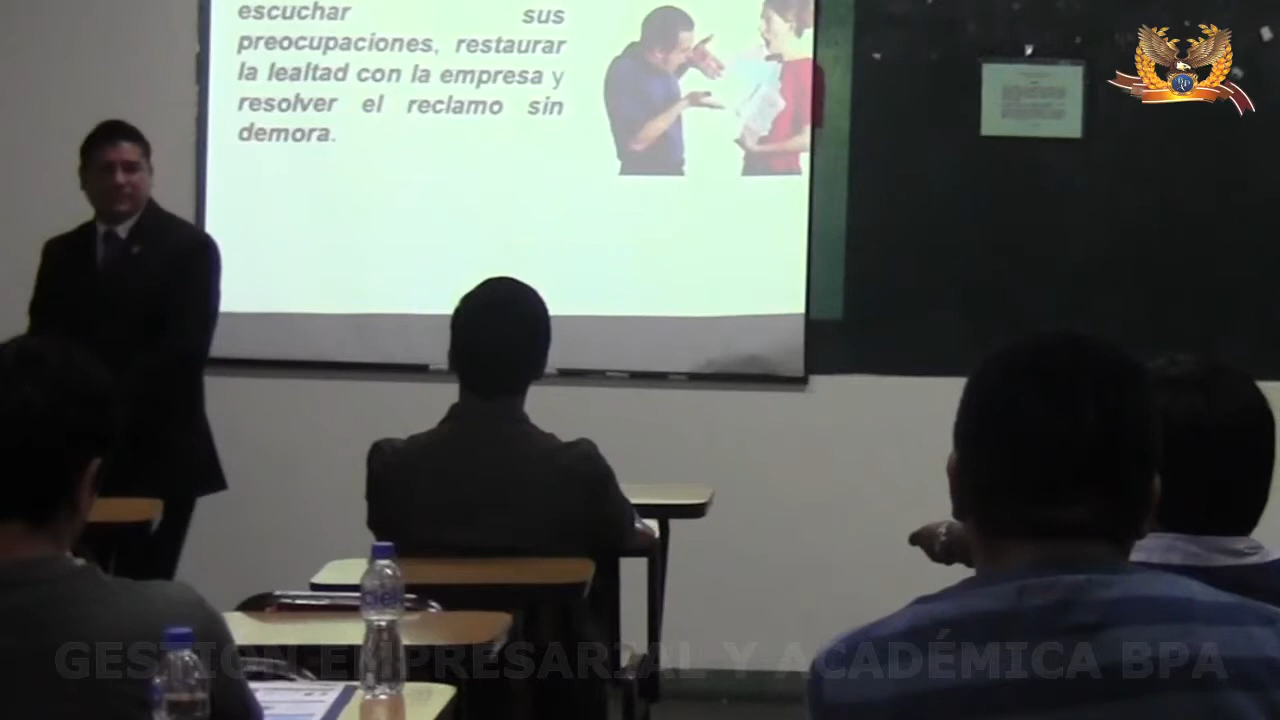 escuchar sus
preocupaciones, restaurar
la lealtad con la empresa y
resolver el reclamo sin
demora.
GESTIÓN EMPRESARIAL Y ACADÉMICA BPA